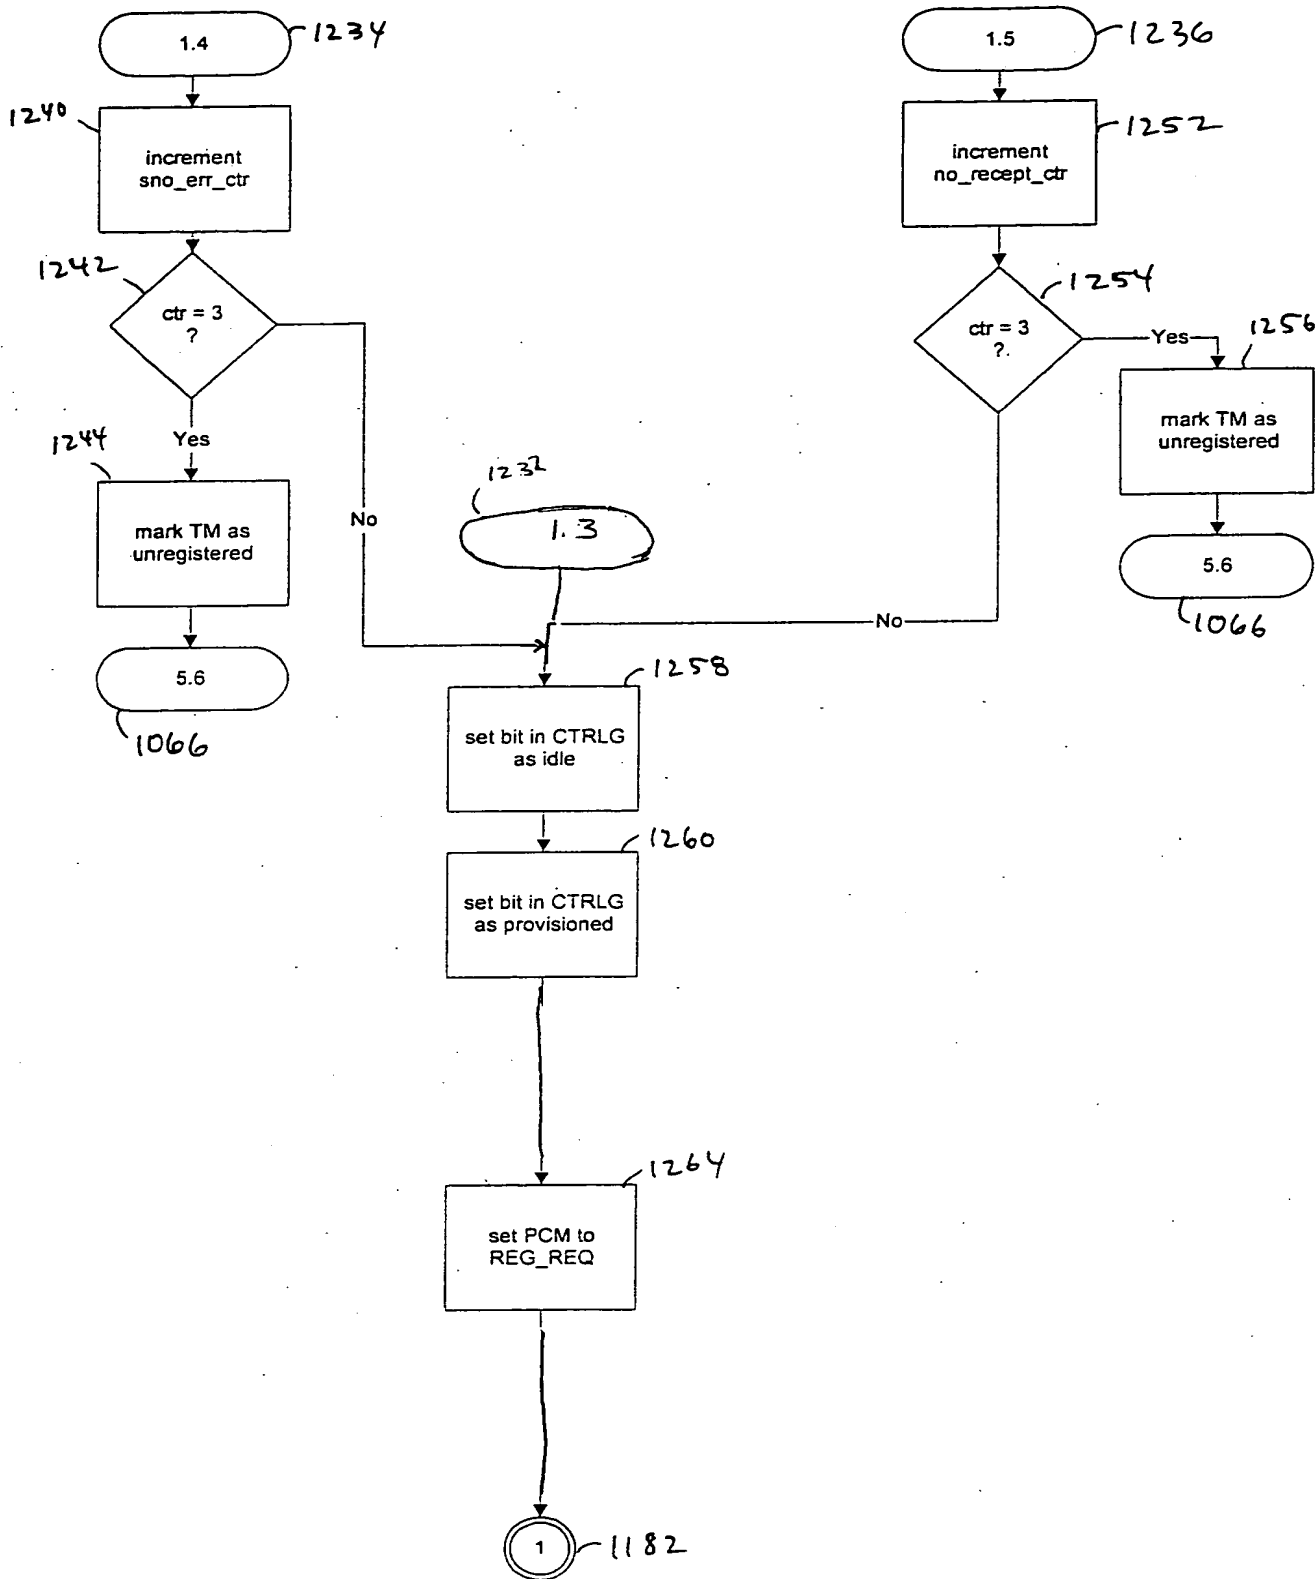 1.4
1234
1240
increment
sno_err_ctr
1242
ctr = 3
?
Yes
No
1244
mark TM as
unregistered
5.6
1066
1.5
1236
1252
increment
no_recept_ctr
1254
ctr = 3
?.
Yes
1256
mark TM as
unregistered
5.6
1066
No
1232
1.3
1258
set bit in CTRLG
as idle
1260
set bit in CTRLG
as provisioned
1264
set PCM to
REG_REQ
1
1182